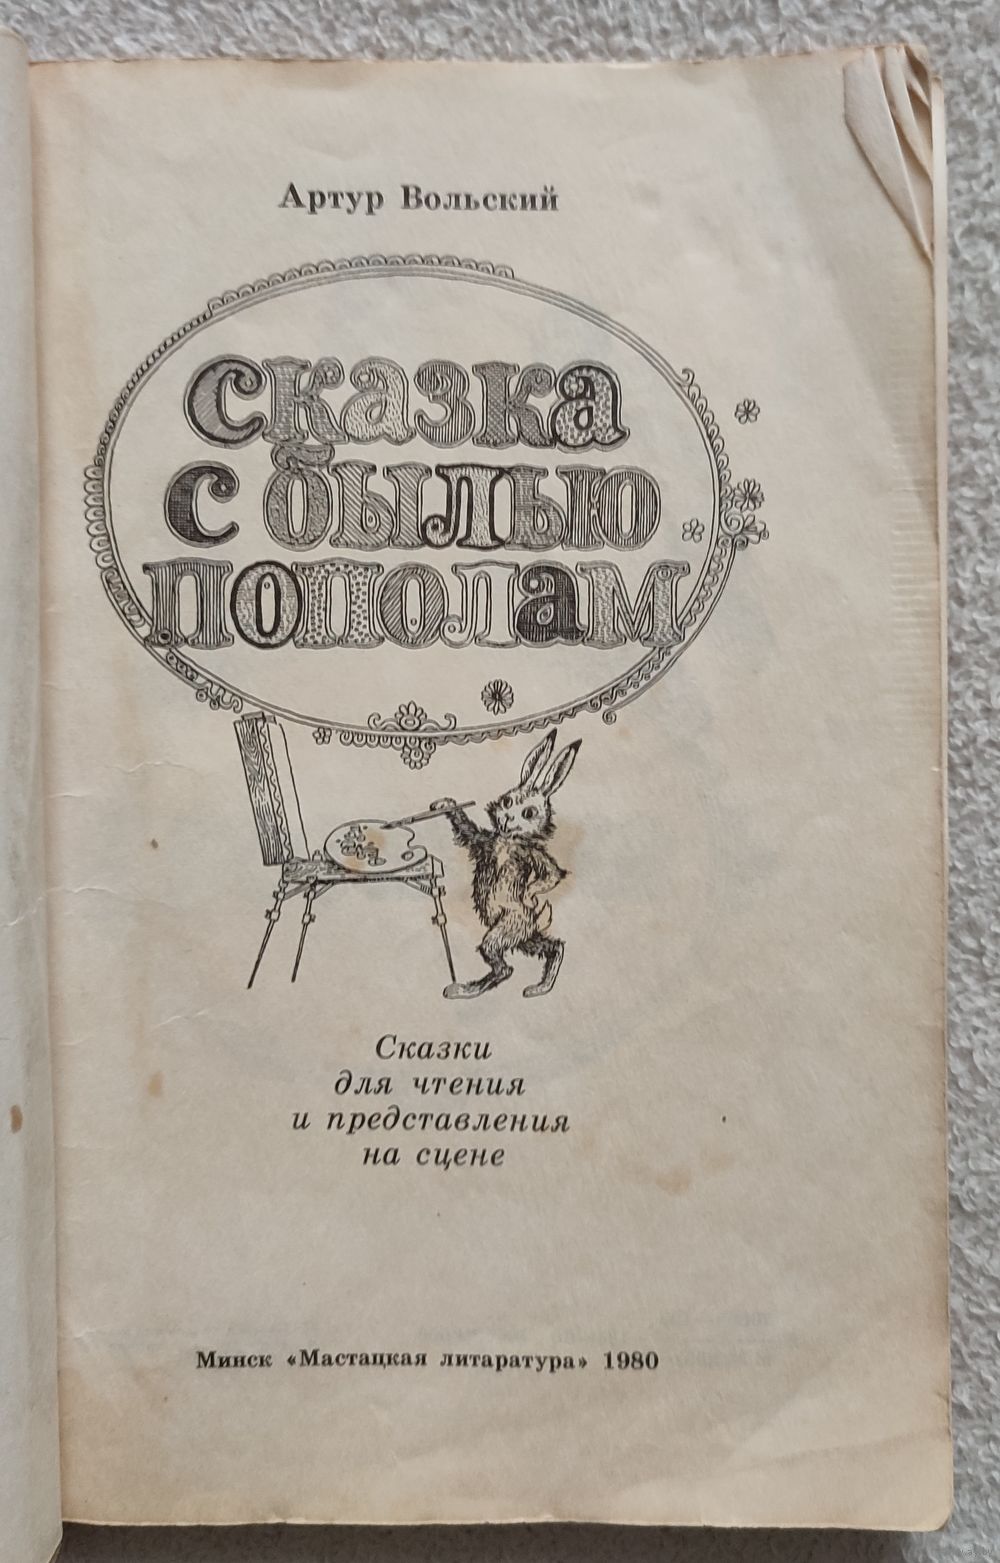 Артур Вольский
сказка
с былью
пополам
Сказки
для чтения
и представления
на сцене
Минск «Мастацкая литаратура» 1980